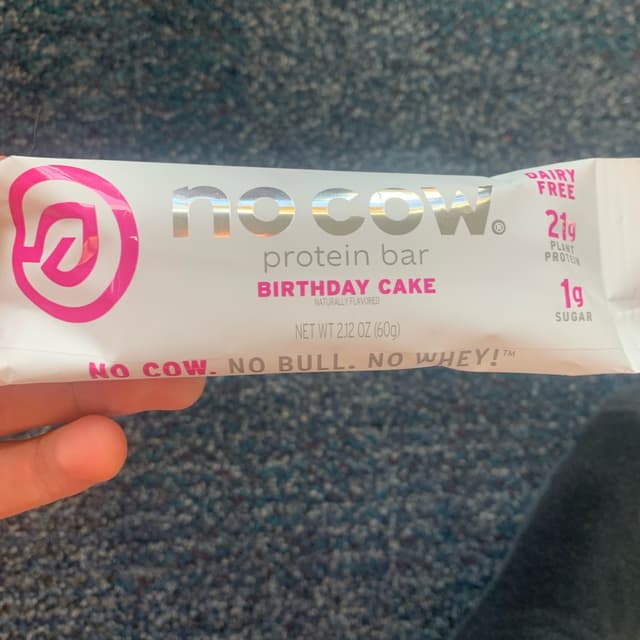 no cow.®
protein bar
BIRTHDAY CAKE
NATURALLY FLAVORED
NET WT 2.12 OZ (60g)
NO COW. NO BULL. NO WHEY!™
DAIRY
FREE
21g
PLANT
PROTEIN
1g
SUGAR